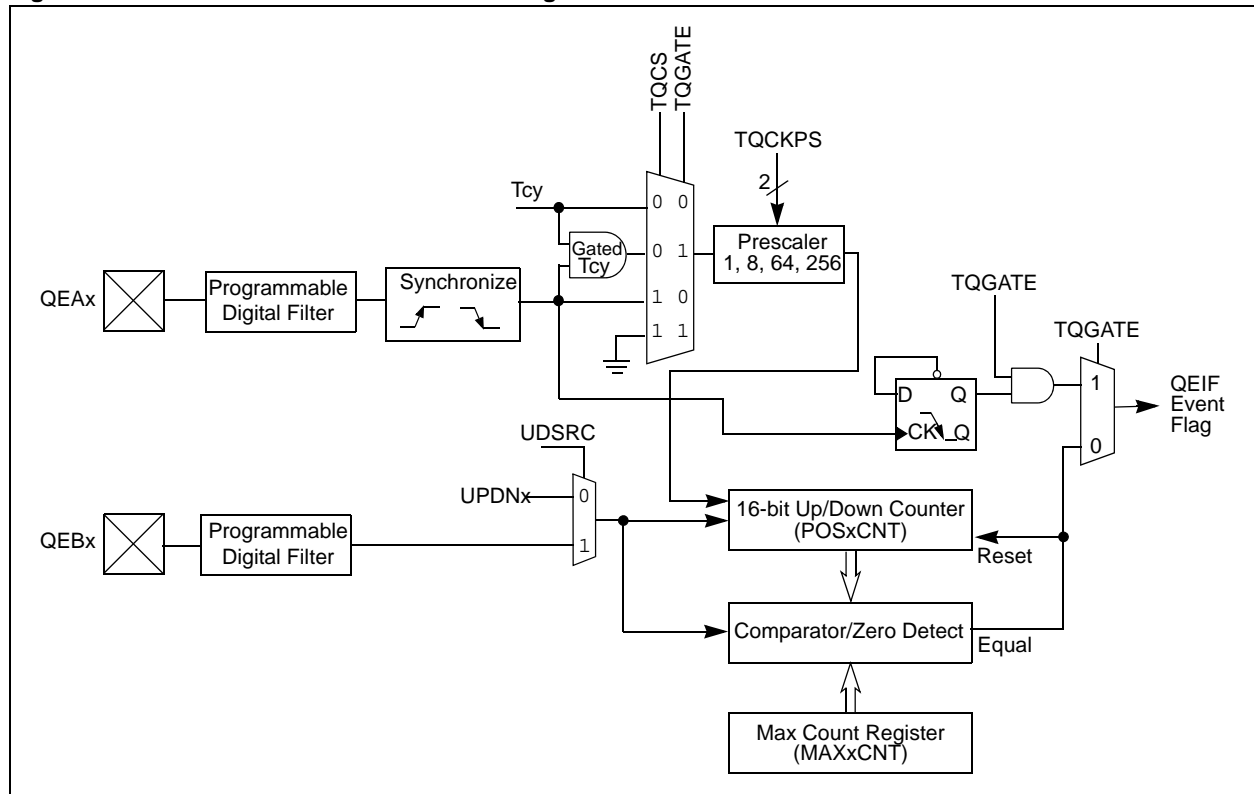 TQCS
TQGATE
TQCKPS
2
Tcy
0 0
Gated
Tcy
0 1
Prescaler
1, 8, 64, 256
QEAx
Programmable
Digital Filter
Synchronize
1 0
1 1
TQGATE
TQGATE
D Q
CK Q
1
0
QEIF
Event
Flag
UDSRC
UPDNx
0
1
QEBx
Programmable
Digital Filter
16-bit Up/Down Counter
(POSxCNT)
Reset
Comparator/Zero Detect
Equal
Max Count Register
(MAXxCNT)